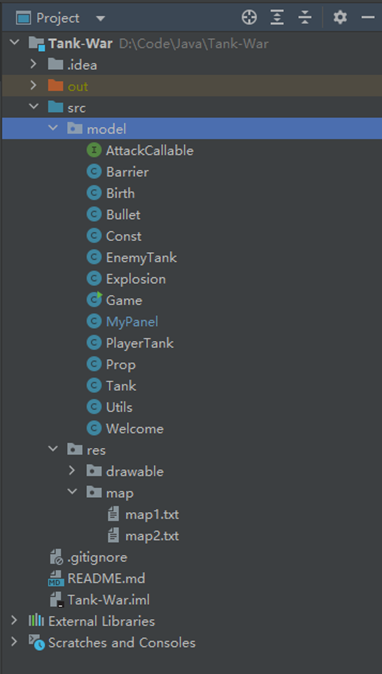 Project
Tank-War D:\Code\Java\Tank-War
.idea
out
src
model
AttackCallable
Barrier
Birth
Bullet
Const
EnemyTank
Explosion
Game
MyPanel
PlayerTank
Prop
Tank
Utils
Welcome
res
drawable
map
map1.txt
map2.txt
.gitignore
README.md
Tank-War.iml
External Libraries
Scratches and Consoles